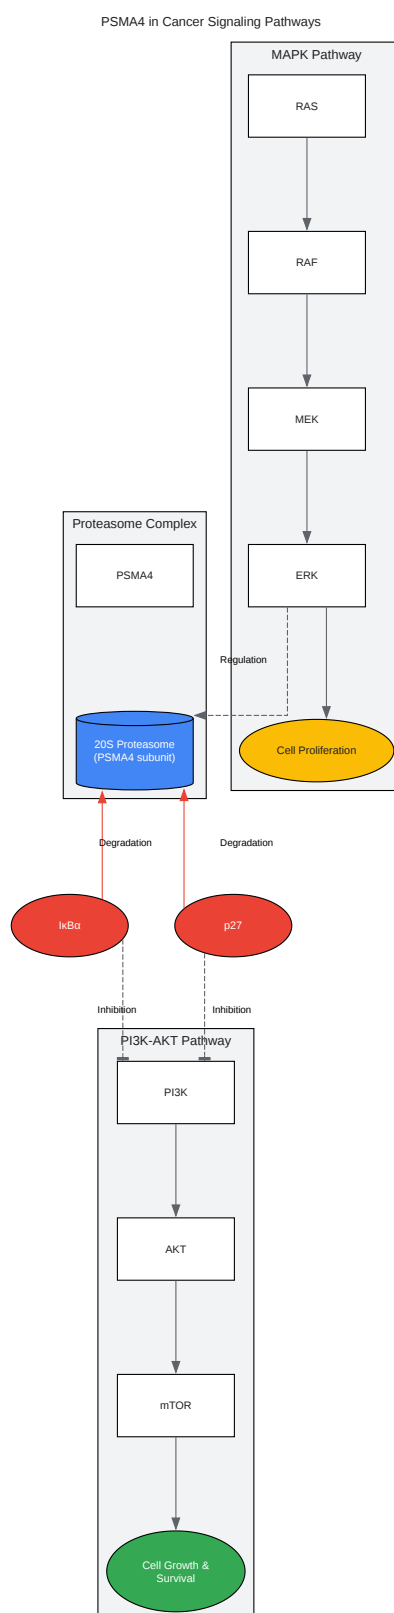 PSMA4 in Cancer Signaling Pathways
MAPK Pathway
RAS
RAF
MEK
Proteasome Complex
PSMA4
ERK
Regulation
20S Proteasome
(PSMA4 subunit)
Cell Proliferation
Degradation
Degradation
IκBα
p27
Inhibition
Inhibition
PI3K-AKT Pathway
PI3K
AKT
mTOR
Cell Growth &
Survival